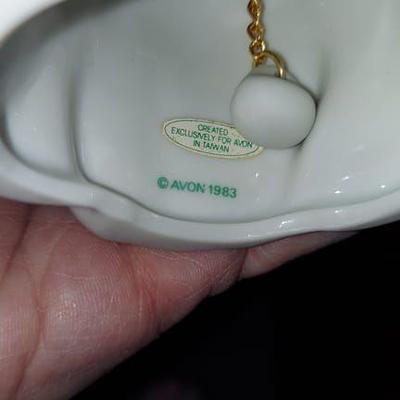 CREATED
EXCLUSIVELY FOR AVON
IN TAIWAN
© AVON 1983